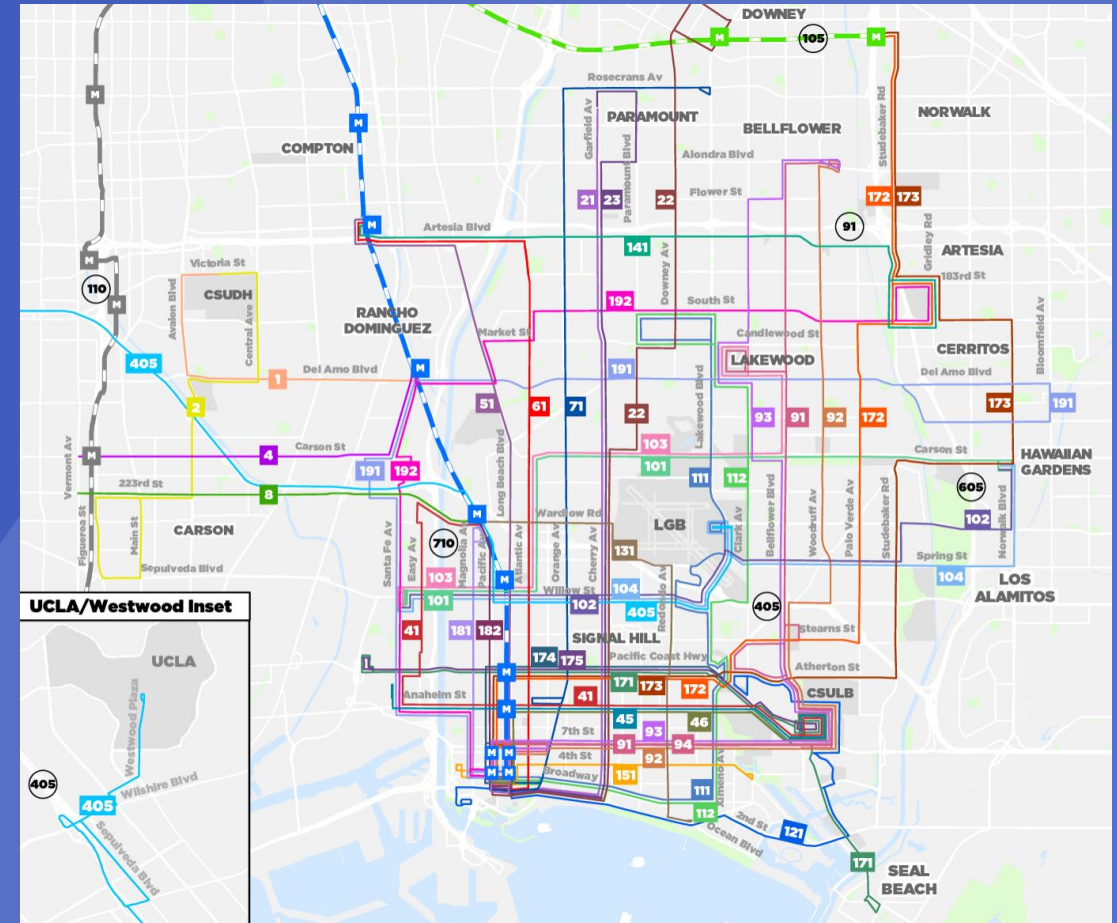 DOWNEY
M
105
M
Rosecrans Av
M
Garfield Av
PARAMOUNT
Paramount Blvd
BELLFLOWER
Studebaker Rd
NORWALK
M
COMPTON
Alondra Blvd
21
23
22
Flower St
172
173
M
Artesia Blvd
91
Gridley Rd
141
ARTESIA
M
Victoria St
Downey Av
183rd St
110
Avalon Blvd
CSUDH
Central Ave
M
192
South St
RANCHO
DOMINGUEZ
Market St
Candlewood St
Bloomfield Av
405
LAKEWOOD
CERRITOS
M
191
1
Del Amo Blvd
Del Amo Blvd
2
51
61
71
22
Lakewood Blvd
93
91
92
172
173
191
Vermont Av
M
4
Carson St
Long Beach Blvd
103
101
Carson St
HAWAIIAN
GARDENS
191
192
111
112
223rd St
8
605
Figueroa St
Main St
CARSON
M
Wardlow Rd
LGB
Clark Av
Bellflower Blvd
Woodruff Av
Palo Verde Av
Studebaker Rd
102
Norwalk Blvd
Santa Fe Av
Easy Av
710
Magnolia Av
Pacific Av
Atlantic Av
Orange Av
Cherry Av
131
Spring St
Sepulveda Blvd
103
M
104
104
LOS
ALAMITOS
Willow St
Redondo Av
101
102
405
405
UCLA/Westwood Inset
41
181
182
SIGNAL HILL
Stearns St
UCLA
174
175
Pacific Coast Hwy
Atherton St
M
171
173
172
CSULB
Anaheim St
41
M
45
46
Westwood Plaza
7th St
93
91
94
M
M
4th St
92
M
M
Broadway
151
Ximeno Av
405
Wilshire Blvd
111
405
112
2nd St
121
Sepulveda Blvd
Ocean Blvd
171
SEAL
BEACH